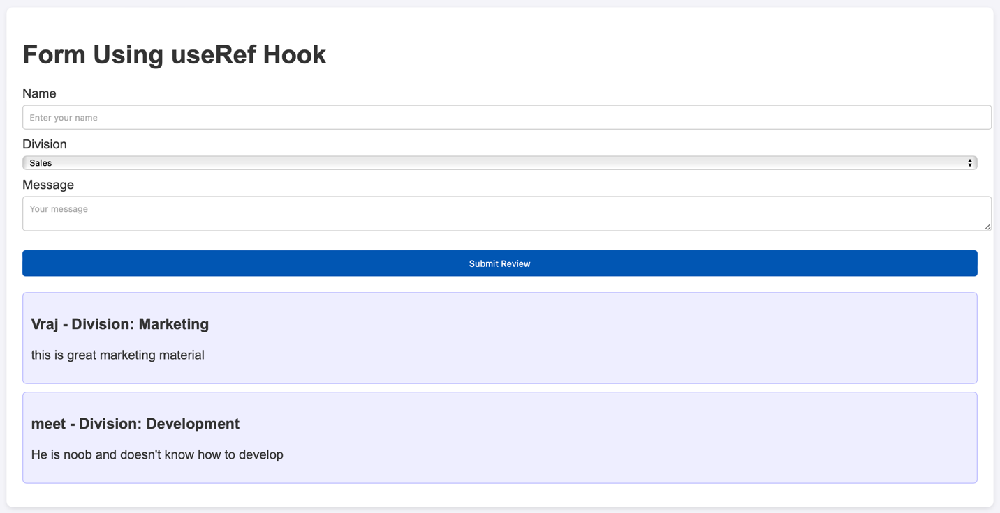 Form Using useRef Hook
Name
Enter your name
Division
Sales
Message
Your message
Submit Review
Vraj - Division: Marketing
this is great marketing material
meet - Division: Development
He is noob and doesn't know how to develop